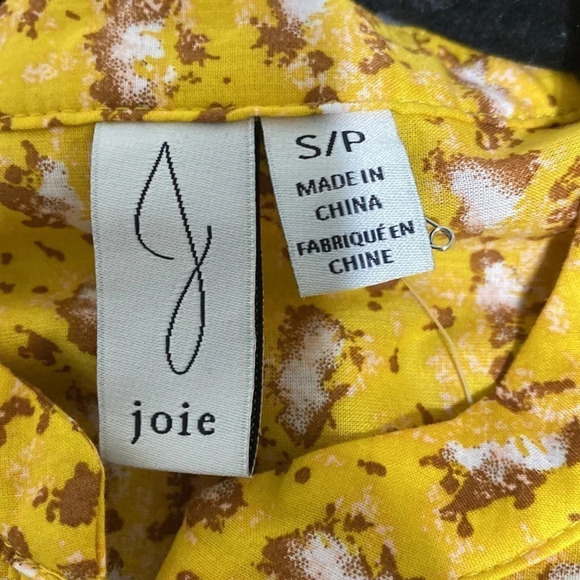 J
joie
S/P
MADE IN
CHINA
FABRIQUÉ EN
CHINE